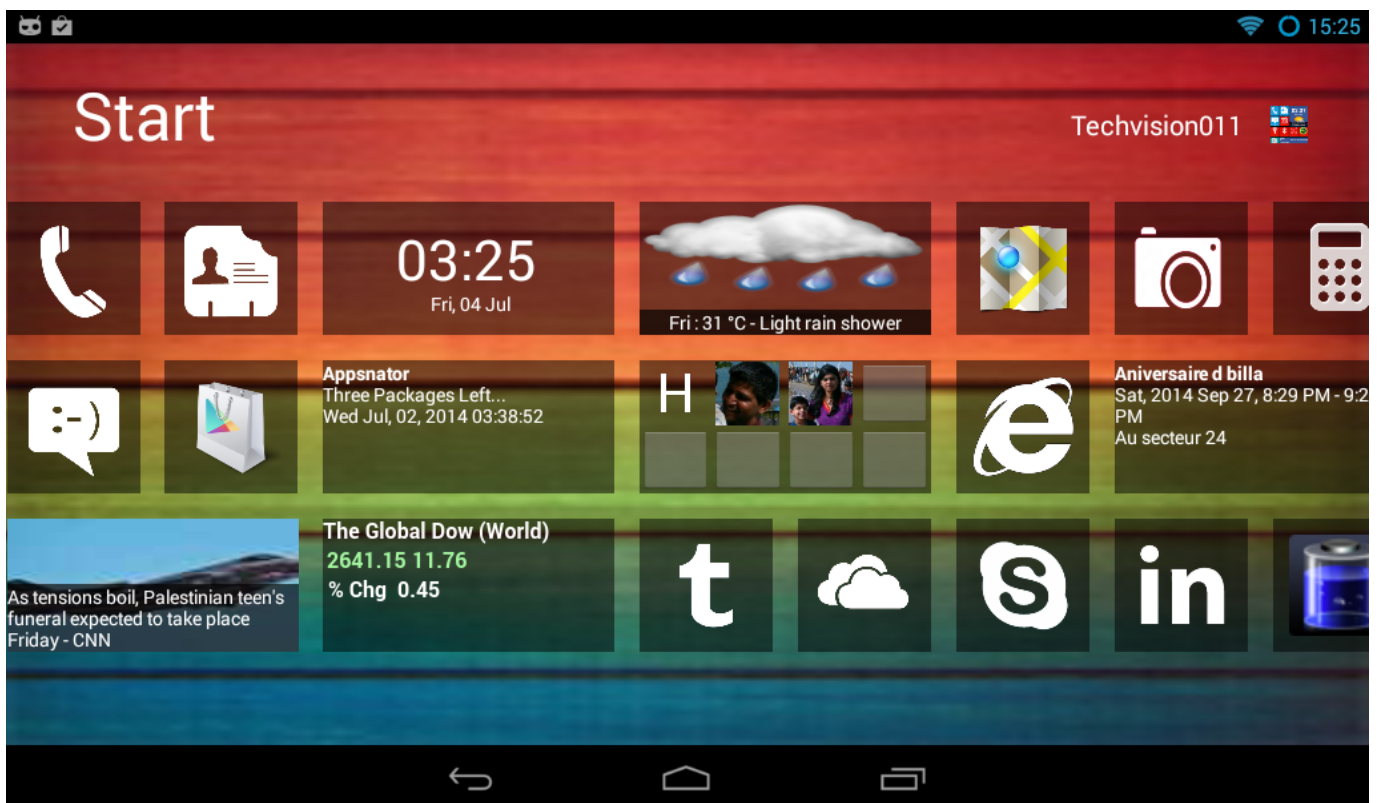 15:25
Start
Techvision011
03:25
Fri, 04 Jul
Fri : 31 °C - Light rain shower
:-)
Appsnator
Three Packages Left...
Wed Jul, 02, 2014 03:38:52
H
Aniversaire d billa
Sat, 2014 Sep 27, 8:29 PM - 9:2
PM
Au secteur 24
As tensions boil, Palestinian teen's
funeral expected to take place
Friday - CNN
The Global Dow (World)
2641.15 11.76
% Chg 0.45
t
S
in